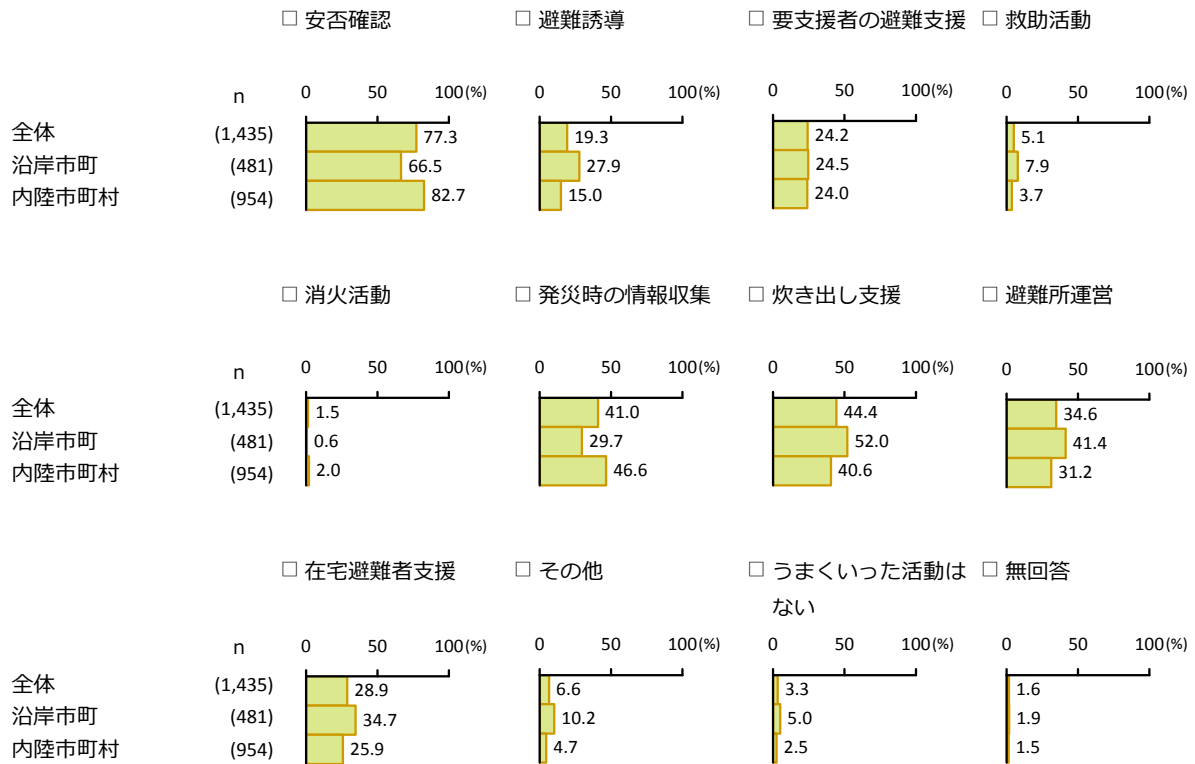 □ 安否確認 □ 避難誘導 □ 要支援者の避難支援 □ 救助活動
n 0 50 100(%) 0 50 100(%) 0 50 100(%) 0 50 100(%)
全体 (1,435) 77.3 19.3 24.2 5.1
沿岸市町 (481) 66.5 27.9 24.5 7.9
内陸市町村 (954) 82.7 15.0 24.0 3.7
□ 消火活動 □ 発災時の情報収集 □ 炊き出し支援 □ 避難所運営
n 0 50 100(%) 0 50 100(%) 0 50 100(%) 0 50 100(%)
全体 (1,435) 1.5 41.0 44.4 34.6
沿岸市町 (481) 0.6 29.7 52.0 41.4
内陸市町村 (954) 2.0 46.6 40.6 31.2
□ 在宅避難者支援 □ その他 □ うまくいった活動は □ 無回答
ない
n 0 50 100(%) 0 50 100(%) 0 50 100(%) 0 50 100(%)
全体 (1,435) 28.9 6.6 3.3 1.6
沿岸市町 (481) 34.7 10.2 5.0 1.9
内陸市町村 (954) 25.9 4.7 2.5 1.5